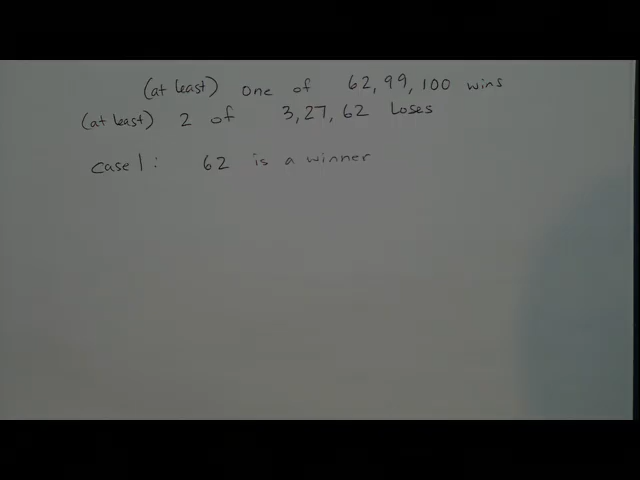 (at least) one of 62, 99, 100 wins
(at least) 2 of 3, 27, 62 Loses
case 1: 62 is a winner